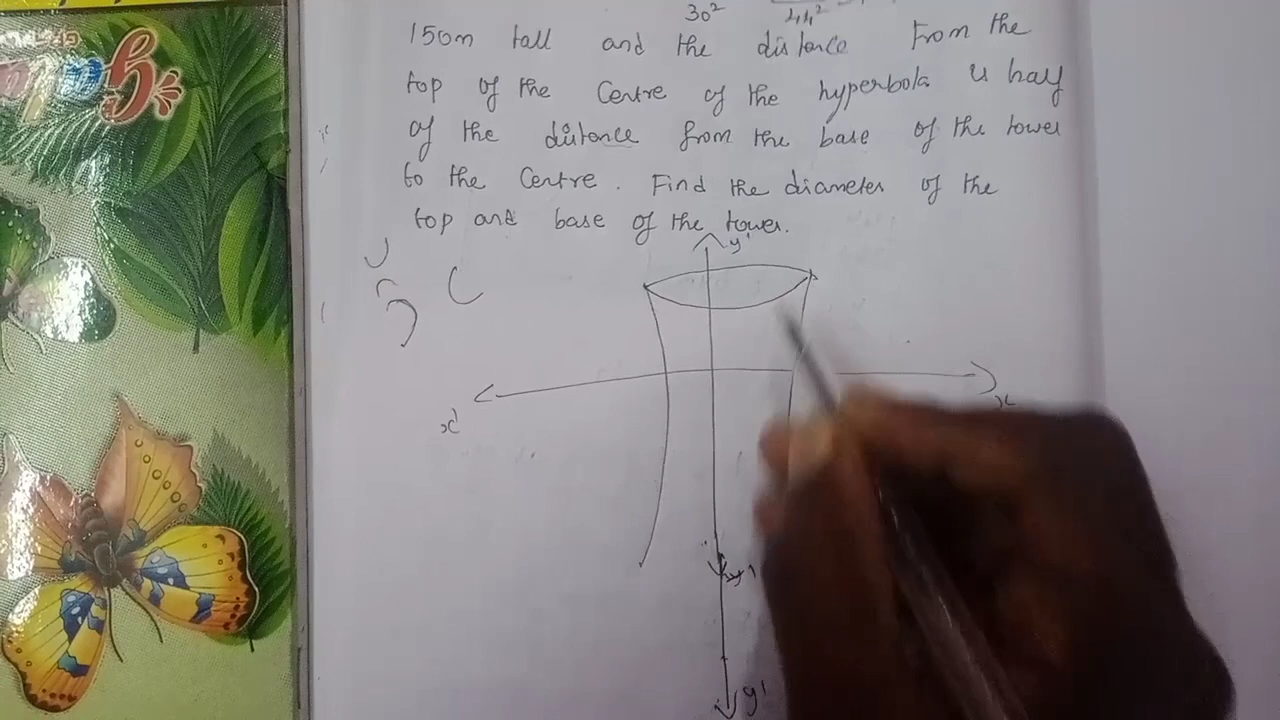 30² 44²
150m tall and the distance from the
top of the Centre of the hyperbola is half
of the distance from the base of the tower
to the Centre. Find the diameter of the
top and base of the tower.
y
x' x
y'
y'